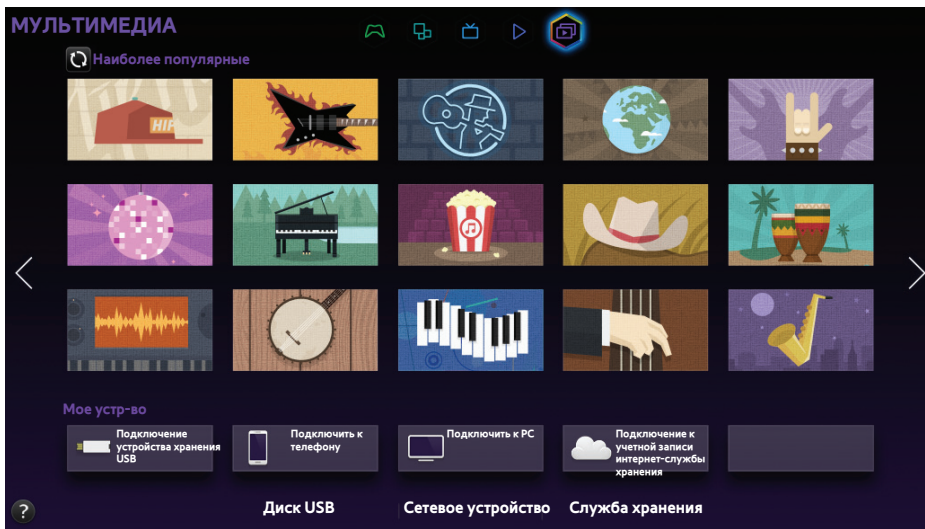 МУЛЬТИМЕДИА
Наиболее популярные
HIP
Мое устр-во
Подключение
устройства хранения
USB
Подключить к
телефону
Подключить к PC
Подключение к
учетной записи
интернет-службы
хранения
?
Диск USB
Сетевое устройство
Служба хранения